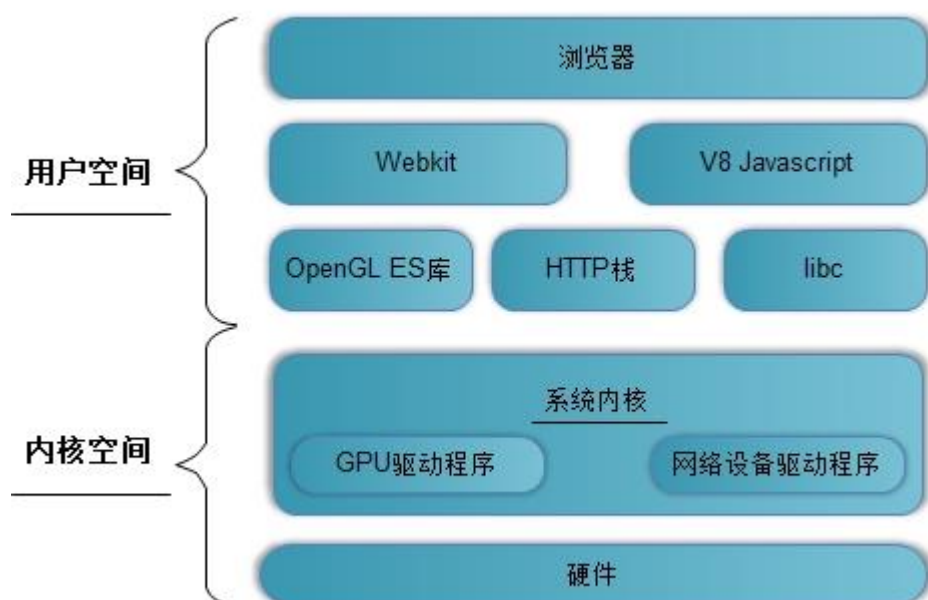 浏览器
用户空间
Webkit
V8 Javascript
OpenGL ES库
HTTP栈
libc
内核空间
系统内核
GPU驱动程序
网络设备驱动程序
硬件